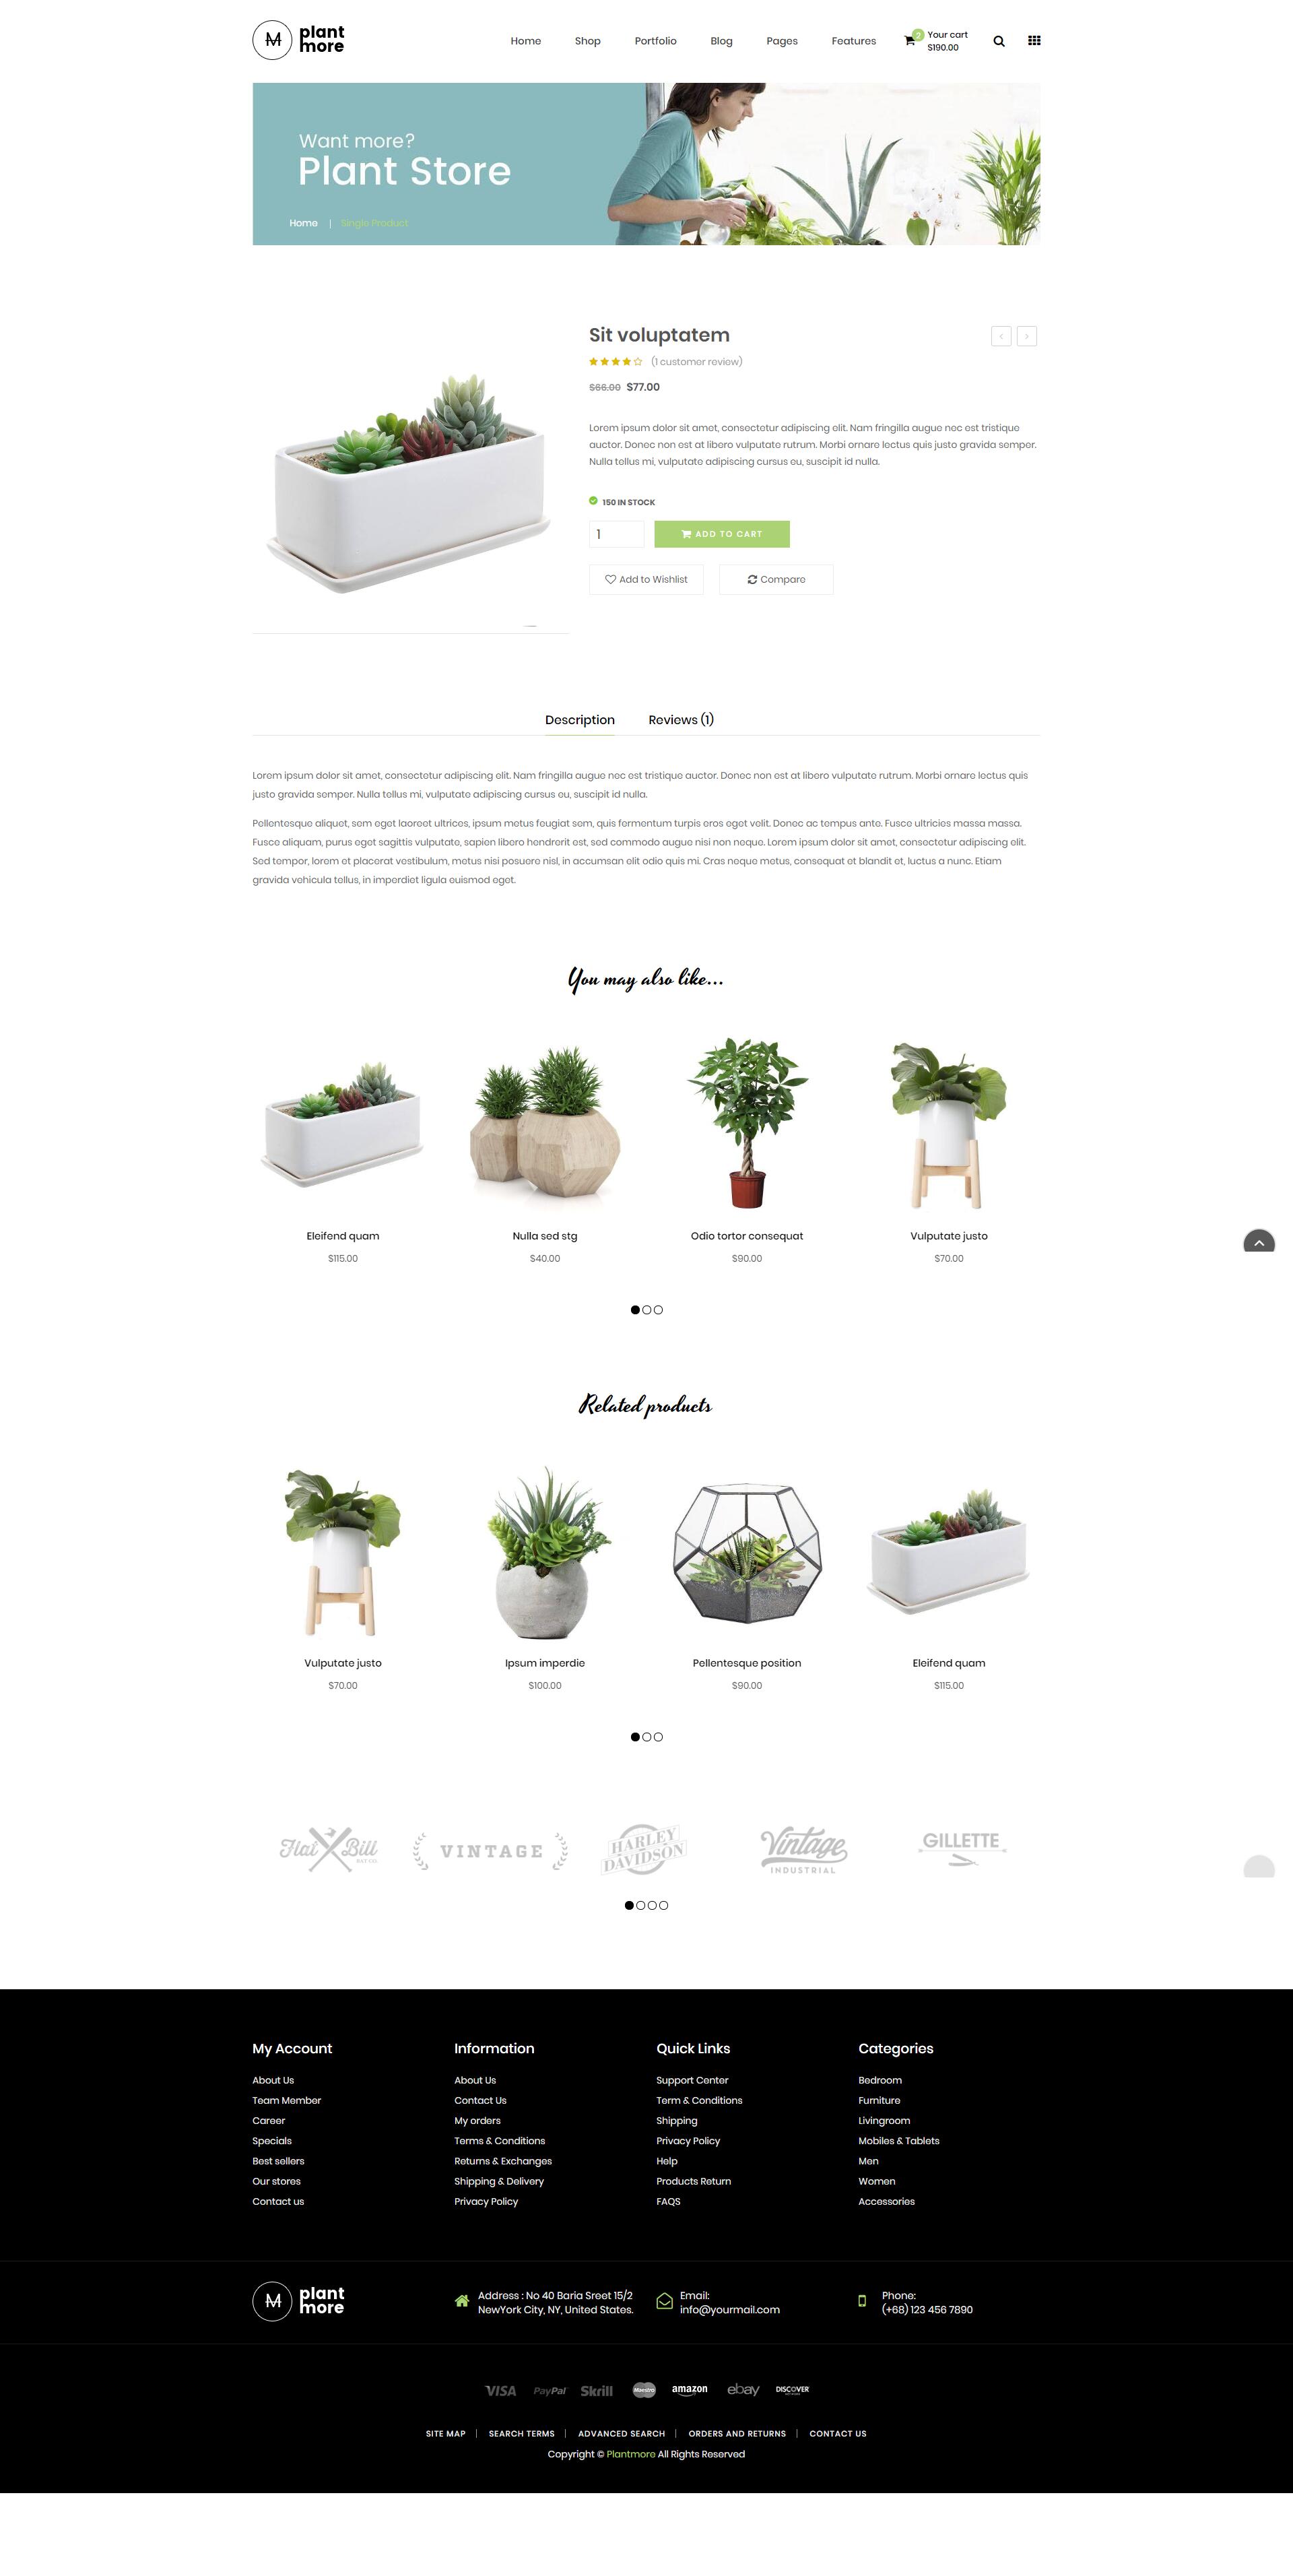 M plant
more
Home Shop Portfolio Blog Pages Features
2 Your cart
$190.00
Want more?
Plant Store
Home | Single Product
Sit voluptatem
(1 customer review)
$66.00 $77.00
Lorem ipsum dolor sit amet, consectetur adipiscing elit. Nam fringilla augue nec est tristique
auctor. Donec non est at libero vulputate rutrum. Morbi ornare lectus quis justo gravida semper.
Nulla tellus mi, vulputate adipiscing cursus eu, suscipit id nulla.
150 IN STOCK
1 ADD TO CART
Add to Wishlist Compare
Description Reviews (1)
Lorem ipsum dolor sit amet, consectetur adipiscing elit. Nam fringilla augue nec est tristique auctor. Donec non est at libero vulputate rutrum. Morbi ornare lectus quis
justo gravida semper. Nulla tellus mi, vulputate adipiscing cursus eu, suscipit id nulla.
Pellentesque aliquet, sem eget laoreet ultrices, ipsum metus feugiat sem, quis fermentum turpis eros eget velit. Donec ac tempus ante. Fusce ultricies massa massa.
Fusce aliquam, purus eget sagittis vulputate, sapien libero hendrerit est, sed commodo augue nisi non neque. Lorem ipsum dolor sit amet, consectetur adipiscing elit.
Sed tempor, lorem et placerat vestibulum, metus nisi posuere nisl, in accumsan elit odio quis mi. Cras neque metus, consequat et blandit et, luctus a nunc. Etiam
gravida vehicula tellus, in imperdiet ligula euismod eget.
You may also like...
Eleifend quam Nulla sed stg Odio tortor consequat Vulputate justo
$115.00 $40.00 $90.00 $70.00
Related products
Vulputate justo Ipsum imperdie Pellentesque position Eleifend quam
$70.00 $100.00 $90.00 $115.00
Flat Bill
HAT CO.
VINTAGE
HARLEY
DAVIDSON
Vintage
INDUSTRIAL
GILLETTE
My Account Information Quick Links Categories
About Us About Us Support Center Bedroom
Team Member Contact Us Term & Conditions Furniture
Career My orders Shipping Livingroom
Specials Terms & Conditions Privacy Policy Mobiles & Tablets
Best sellers Returns & Exchanges Help Men
Our stores Shipping & Delivery Products Return Women
Contact us Privacy Policy FAQS Accessories
M plant
more
Address : No 40 Baria Sreet 15/2
NewYork City, NY, United States.
Email:
info@yourmail.com
Phone:
(+68) 123 456 7890
VISA PayPal Skrill Maestro amazon ebay DISCOVER
SITE MAP | SEARCH TERMS | ADVANCED SEARCH | ORDERS AND RETURNS | CONTACT US
Copyright © Plantmore All Rights Reserved